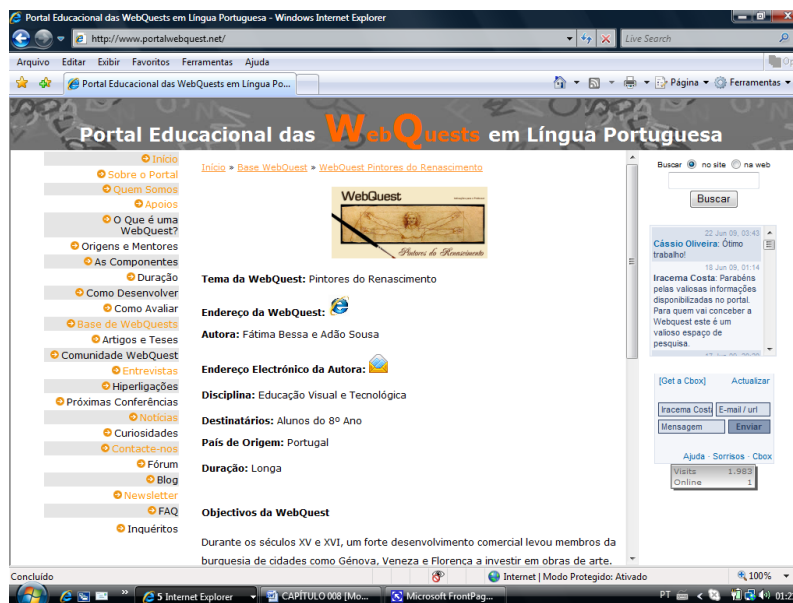 Portal Educacional das WebQuests em Língua Portuguesa - Windows Internet Explorer
http://www.portalwebquest.net/
Live Search
Arquivo Editar Exibir Favoritos Ferramentas Ajuda
Portal Educacional das WebQuests em Língua Po...
Página
Ferramentas
Portal Educacional das WebQuests em Língua Portuguesa
Início
Sobre o Portal
Quem Somos
Apoios
O Que é uma
WebQuest?
Origens e Mentores
As Componentes
Duração
Como Desenvolver
Como Avaliar
Base de WebQuests
Artigos e Teses
Comunidade WebQuest
Entrevistas
Hiperligações
Próximas Conferências
Notícias
Curiosidades
Contacte-nos
Fórum
Blog
Newsletter
FAQ
Inquéritos
Início » Base WebQuest » WebQuest Pintores do Renascimento
WebQuest
Pintores do Renascimento
Tema da WebQuest: Pintores do Renascimento
Endereço da WebQuest:
Autora: Fátima Bessa e Adão Sousa
Endereço Electrónico da Autora:
Disciplina: Educação Visual e Tecnológica
Destinatários: Alunos do 8º Ano
País de Origem: Portugal
Duração: Longa
Objectivos da WebQuest
Durante os séculos XV e XVI, um forte desenvolvimento comercial levou membros da
burguesia de cidades como Génova, Veneza e Florença a investir em obras de arte.
Buscar no site na web
Buscar
22 Jun 09, 03:43
Cássio Oliveira: Ótimo
trabalho!
18 Jun 09, 01:14
Iracema Costa: Parabéns
pelas valiosas informações
disponibilizadas no portal.
Para quem vai conceber a
Webquest este é um
valioso espaço de
pesquisa.
[Get a Cbox] Actualizar
Iracema Costa E-mail / url
Mensagem Enviar
Ajuda · Sorrisos · Cbox
Visits 1.983
Online 1
Concluído
Internet | Modo Protegido: Ativado
100%
5 Internet Explorer
CAPÍTULO 008 [Mo...
Microsoft FrontPag...
PT
01:2